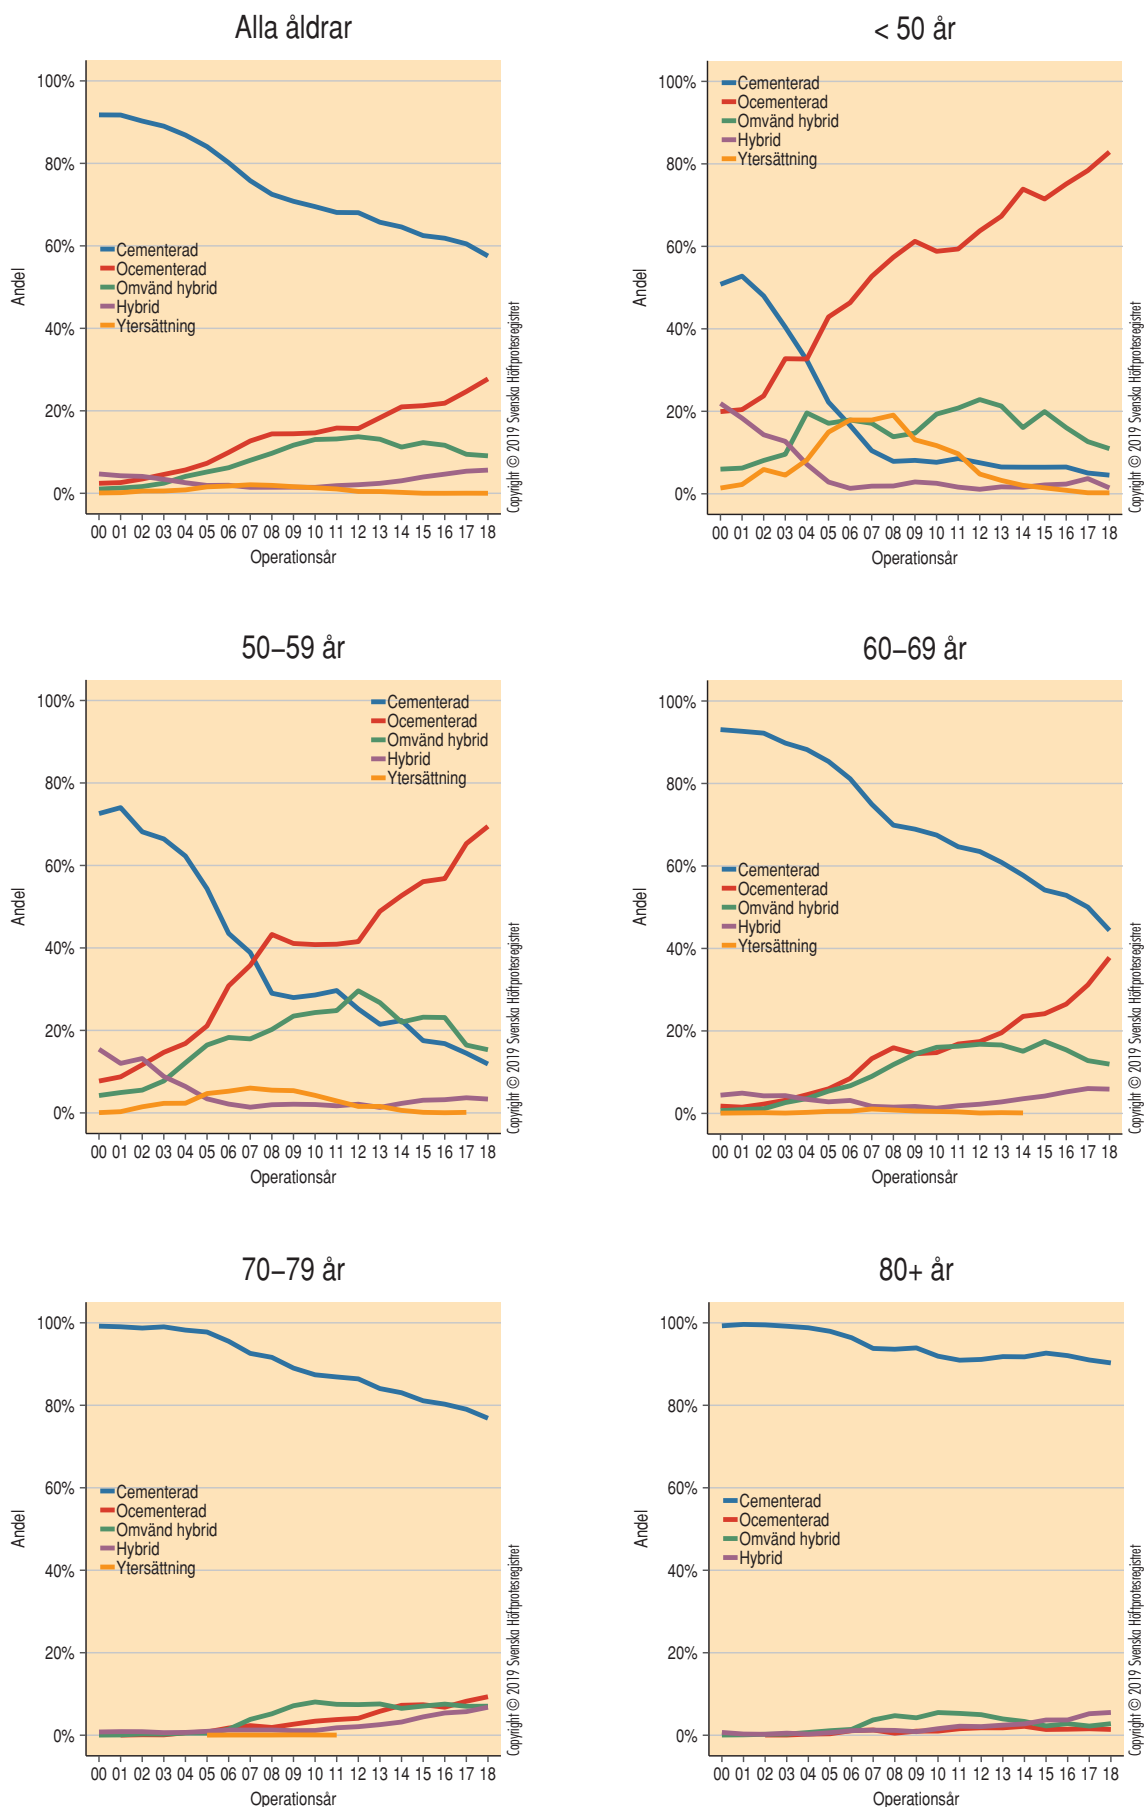 Alla åldrar
100%
80%
60%
40%
20%
0%
Andel
Cementerad
Ocementerad
Omvänd hybrid
Hybrid
Ytersättning
00 01 02 03 04 05 06 07 08 09 10 11 12 13 14 15 16 17 18
Operationsår
Copyright © 2019 Svenska Höftprotesregistret
< 50 år
100%
80%
60%
40%
20%
0%
Andel
Cementerad
Ocementerad
Omvänd hybrid
Hybrid
Ytersättning
00 01 02 03 04 05 06 07 08 09 10 11 12 13 14 15 16 17 18
Operationsår
Copyright © 2019 Svenska Höftprotesregistret
50–59 år
100%
80%
60%
40%
20%
0%
Andel
Cementerad
Ocementerad
Omvänd hybrid
Hybrid
Ytersättning
00 01 02 03 04 05 06 07 08 09 10 11 12 13 14 15 16 17 18
Operationsår
Copyright © 2019 Svenska Höftprotesregistret
60–69 år
100%
80%
60%
40%
20%
0%
Andel
Cementerad
Ocementerad
Omvänd hybrid
Hybrid
Ytersättning
00 01 02 03 04 05 06 07 08 09 10 11 12 13 14 15 16 17 18
Operationsår
Copyright © 2019 Svenska Höftprotesregistret
70–79 år
100%
80%
60%
40%
20%
0%
Andel
Cementerad
Ocementerad
Omvänd hybrid
Hybrid
Ytersättning
00 01 02 03 04 05 06 07 08 09 10 11 12 13 14 15 16 17 18
Operationsår
Copyright © 2019 Svenska Höftprotesregistret
80+ år
100%
80%
60%
40%
20%
0%
Andel
Cementerad
Ocementerad
Omvänd hybrid
Hybrid
00 01 02 03 04 05 06 07 08 09 10 11 12 13 14 15 16 17 18
Operationsår
Copyright © 2019 Svenska Höftprotesregistret